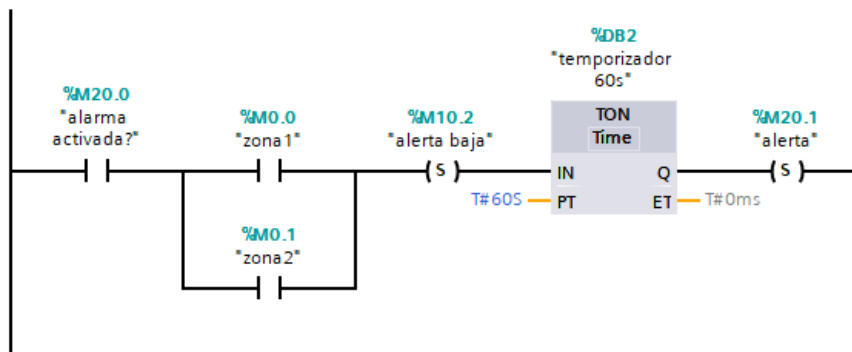 %DB2
"temporizador
60s"
%M20.0
"alarma
activada?"
%M0.0
"zona1"
%M10.2
"alerta baja"
TON
Time
%M20.1
"alerta"
S
IN
Q
S
T#60S
PT
ET
T#0ms
%M0.1
"zona2"